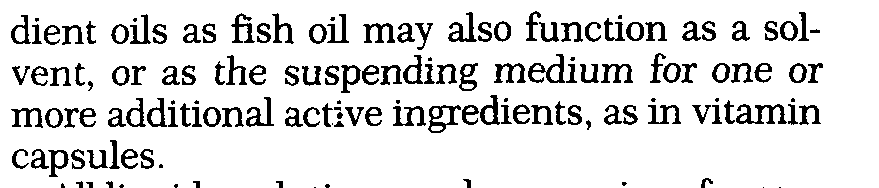 dient oils as fish oil may also function as a sol-
vent, or as the suspending medium for one or
more additional active ingredients, as in vitamin
capsules.